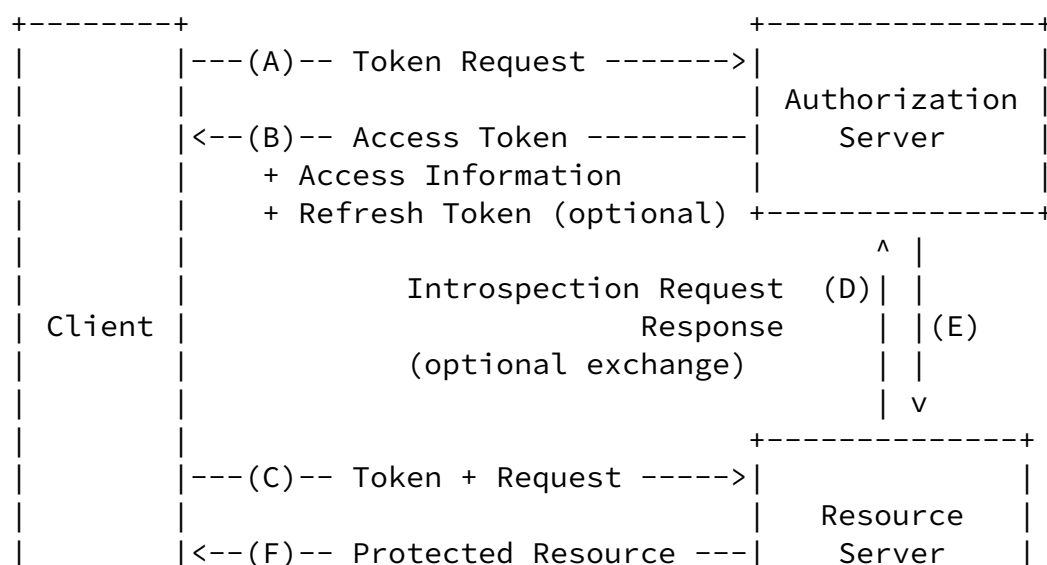 +--------+                               +---------------+
|        |---(A)-- Token Request ------->|               |
|        |                               | Authorization |
|        |<--(B)-- Access Token ---------|    Server     |
|        |    + Access Information       |               |
|        |    + Refresh Token (optional) +---------------+
|        |                                      ^ |
|        |            Introspection Request  (D)| |
| Client |                         Response     | |(E)
|        |            (optional exchange)       | |
|        |                                      | v
|        |                               +--------------+
|        |---(C)-- Token + Request ----->|              |
|        |                               |   Resource   |
|        |<--(F)-- Protected Resource ---|    Server    |